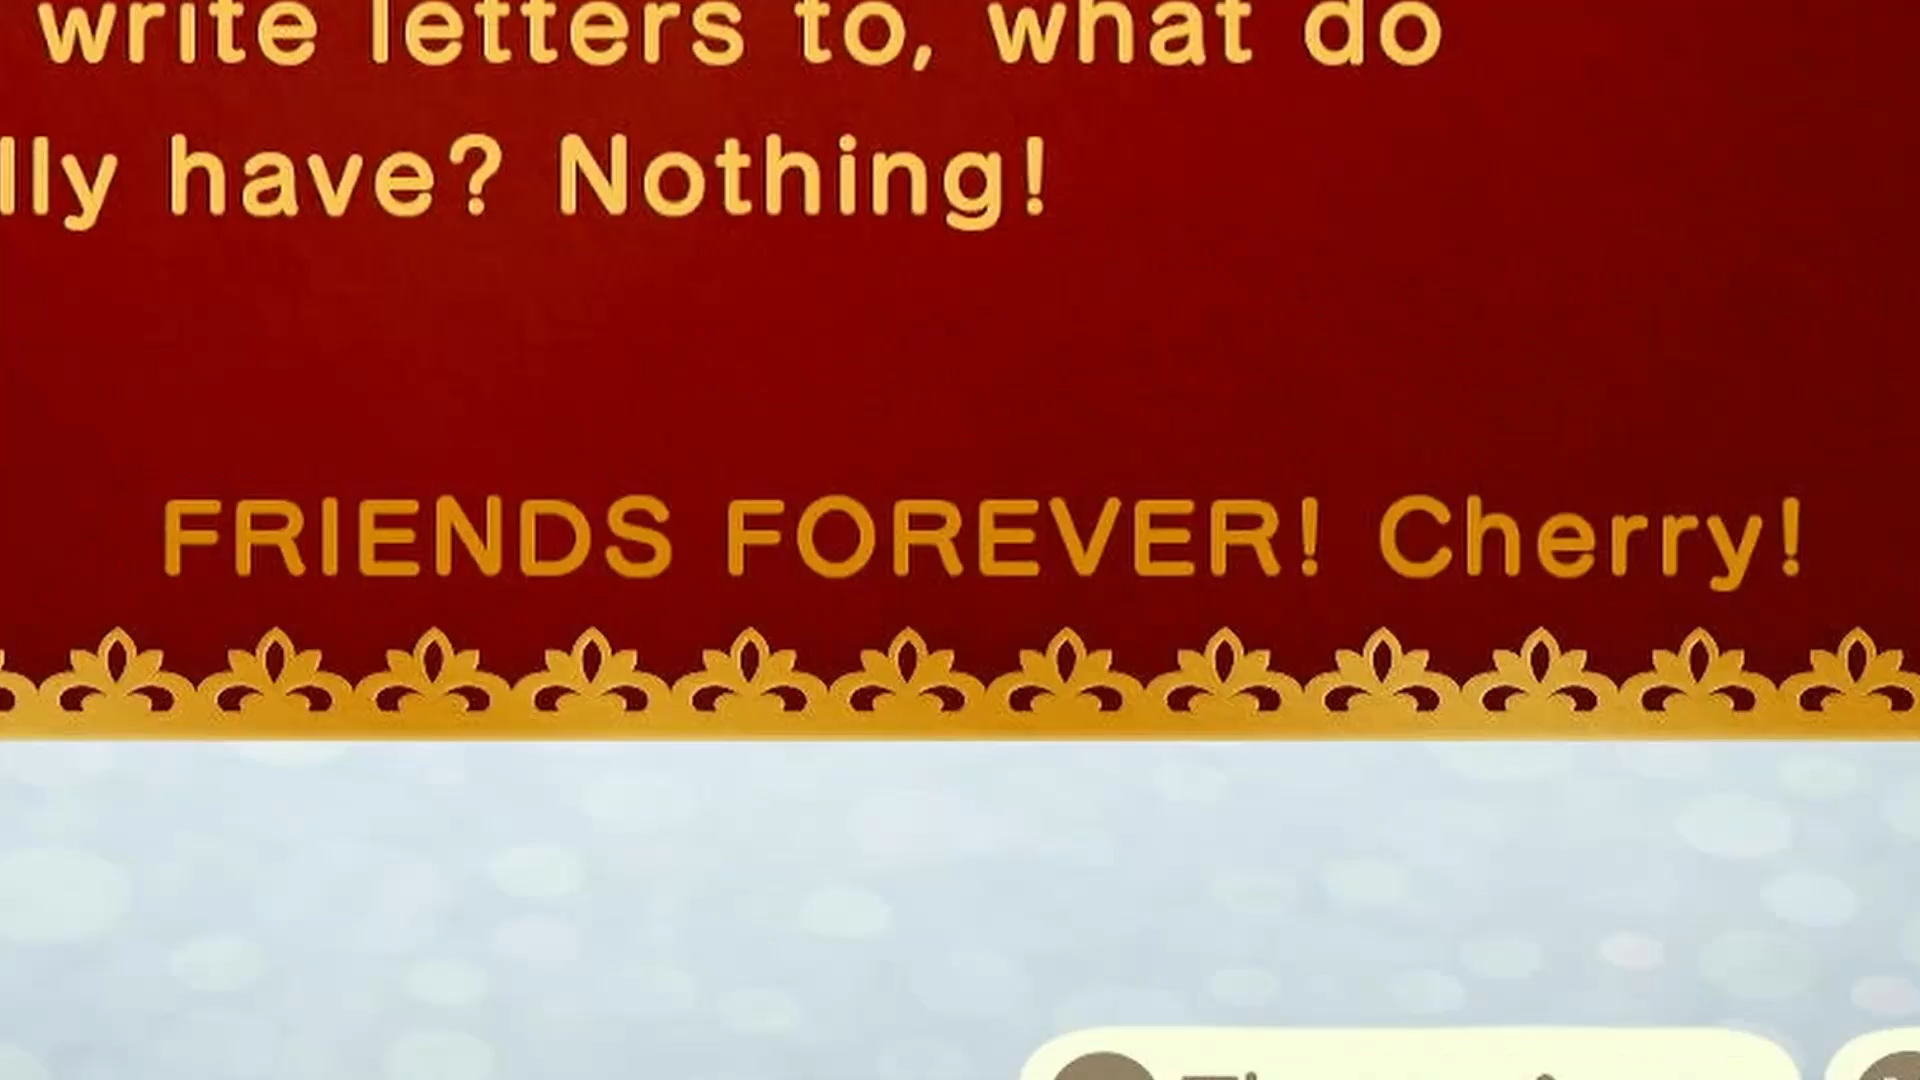 write letters to, what do
lly have? Nothing!
FRIENDS FOREVER! Cherry!